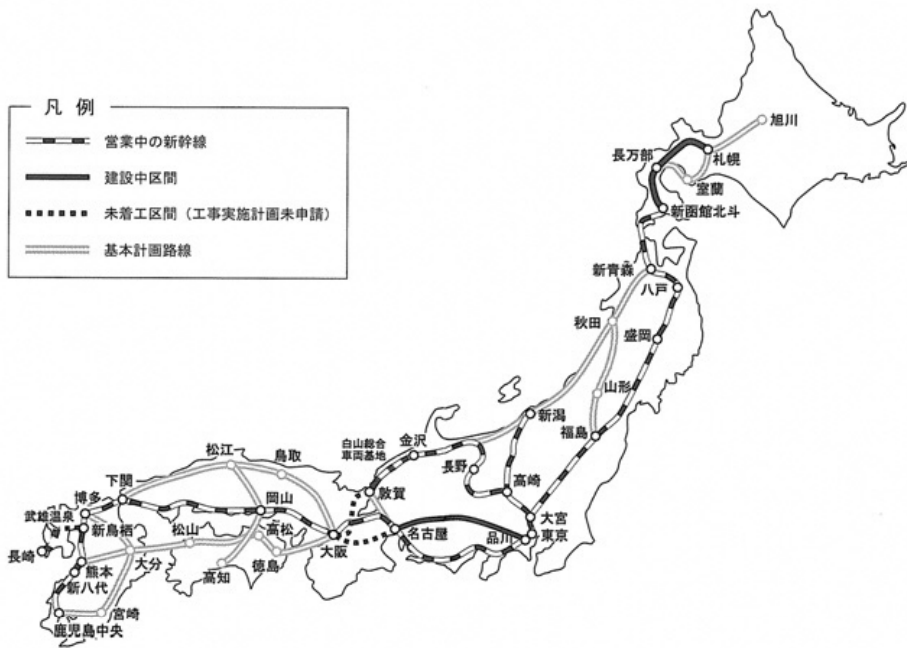 凡 例
営業中の新幹線
建設中区間
未着工区間（工事実施計画未申請）
基本計画路線
旭川
長万部
札幌
室蘭
新函館北斗
新青森
八戸
秋田
盛岡
山形
新潟
福島
白山総合
車両基地
金沢
長野
高崎
敦賀
大宮
東京
品川
名古屋
松江
鳥取
下関
岡山
博多
武雄温泉
新鳥栖
松山
高松
大阪
長崎
大分
高知
徳島
熊本
新八代
宮崎
鹿児島中央